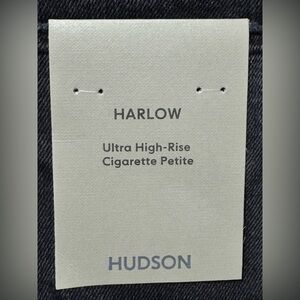 HARLOW
Ultra High-Rise
Cigarette Petite
HUDSON